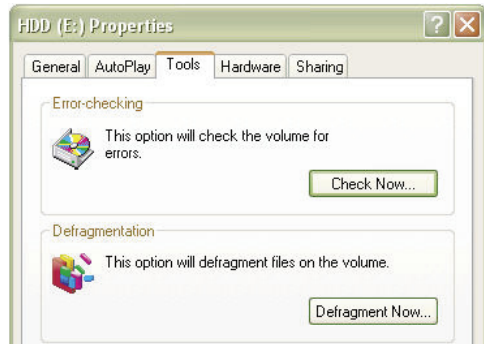 HDD (E:) Properties
General AutoPlay Tools Hardware Sharing
Error-checking
This option will check the volume for
errors.
Check Now...
Defragmentation
This option will defragment files on the volume.
Defragment Now...